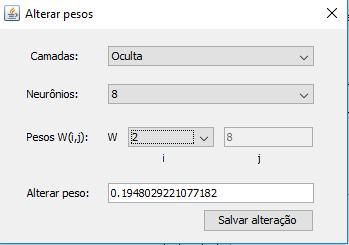 Alterar pesos
Camadas: Oculta
Neurônios: 8
Pesos W(i,j): W 2 8
i j
Alterar peso: 0.1948029221077182
Salvar alteração